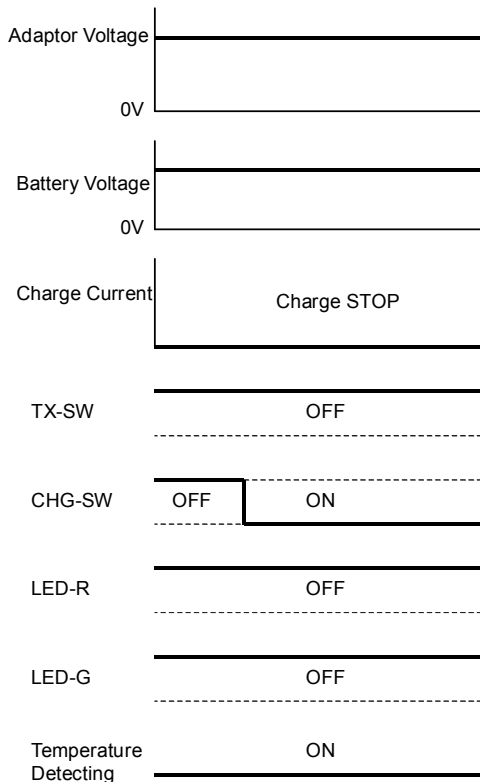 Adaptor Voltage
0V
Battery Voltage
0V
Charge Current
Charge STOP
TX-SW
OFF
CHG-SW
OFF
ON
LED-R
OFF
LED-G
OFF
Temperature
Detecting
ON